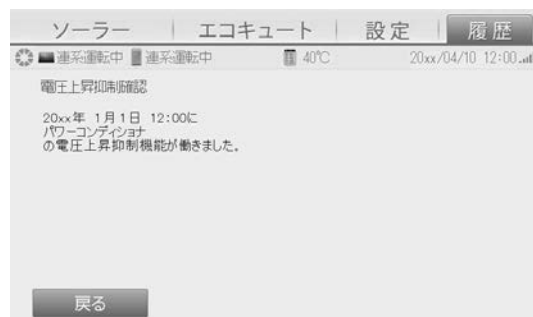 ソーラー エコキュート 設定 履歴
連系運転中 連系運転中 40℃ 20xx/04/10 12:00
電圧上昇抑制確認
20xx年 1月1日 12:00に
パワーコンディショナ
の電圧上昇抑制機能が働きました。
戻る